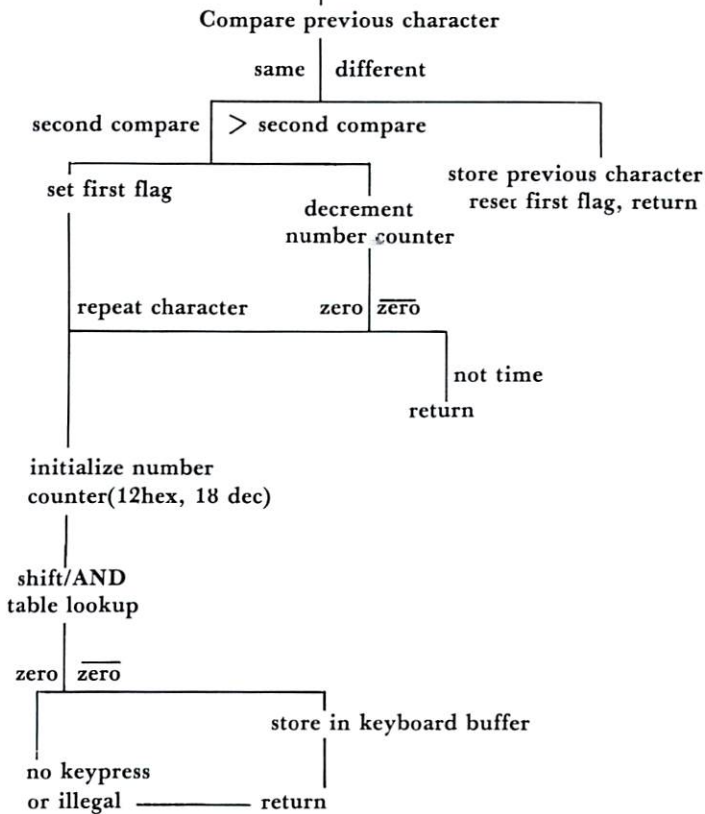 Compare previous character
same different
second compare > second compare
set first flag
decrement
number counter
store previous character
reset first flag, return
repeat character
zero zero
not time
return
initialize number
counter(12hex, 18 dec)
shift/AND
table lookup
zero zero
store in keyboard buffer
no keypress
or illegal
return